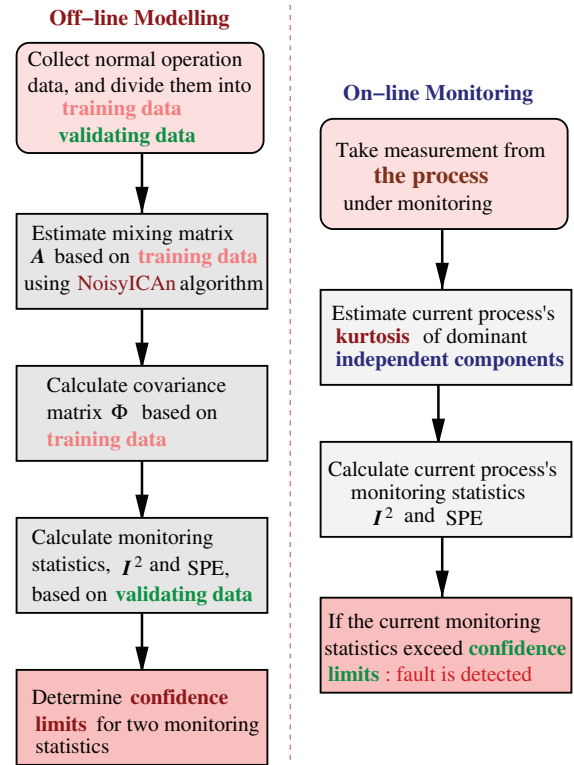 Off-line Modelling
Collect normal operation
data, and divide them into
training data
validating data
Estimate mixing matrix
A based on training data
using NoisyICAn algorithm
Calculate covariance
matrix Φ based on
training data
Calculate monitoring
statistics, I² and SPE,
based on validating data
Determine confidence
limits for two monitoring
statistics
On-line Monitoring
Take measurement from
the process
under monitoring
Estimate current process's
kurtosis of dominant
independent components
Calculate current process's
monitoring statistics
I² and SPE
If the current monitoring
statistics exceed confidence
limits : fault is detected